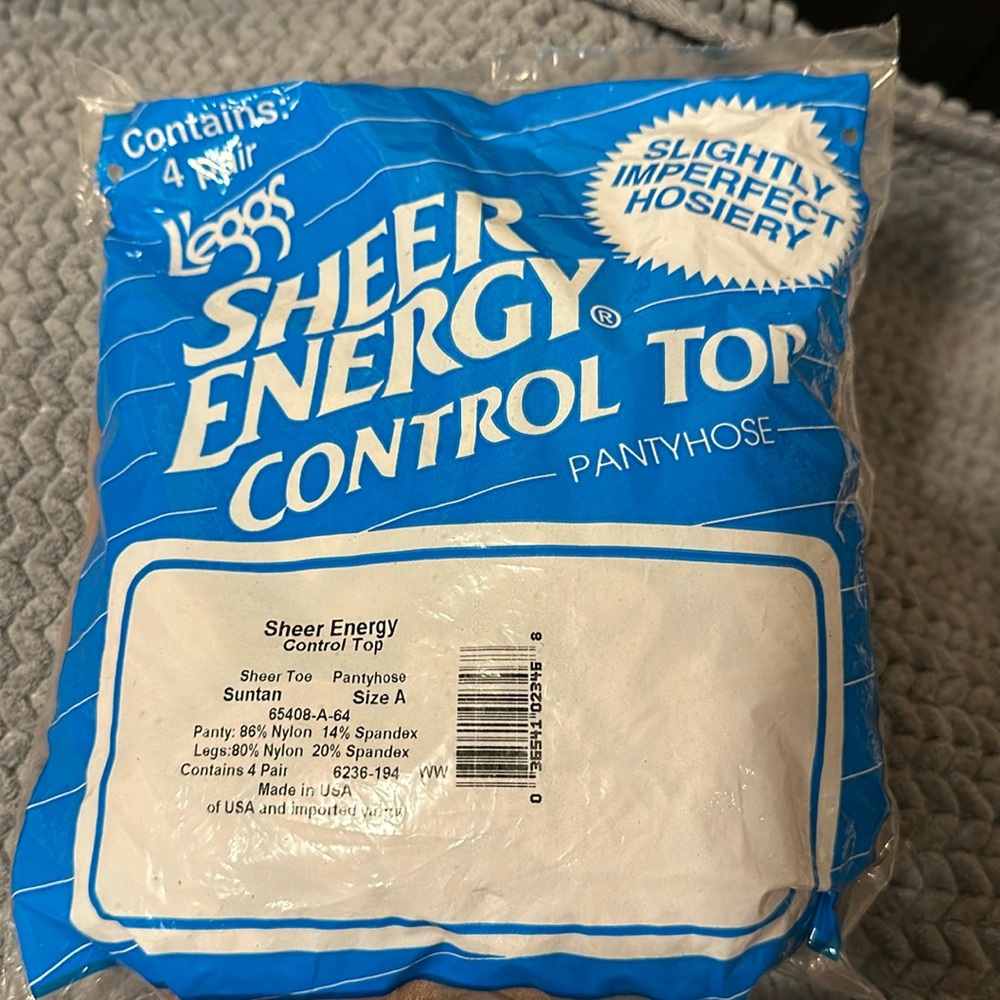 Contains:
4 Pair
L'eggs
SHEER
ENERGY®
CONTROL TOP
PANTYHOSE
SLIGHTLY
IMPERFECT
HOSIERY
Sheer Energy
Control Top
Sheer Toe Pantyhose
Suntan Size A
65408-A-64
Panty: 86% Nylon 14% Spandex
Legs:80% Nylon 20% Spandex
Contains 4 Pair 6236-194 WW
Made in USA
of USA and imported
0 36541 02346 8